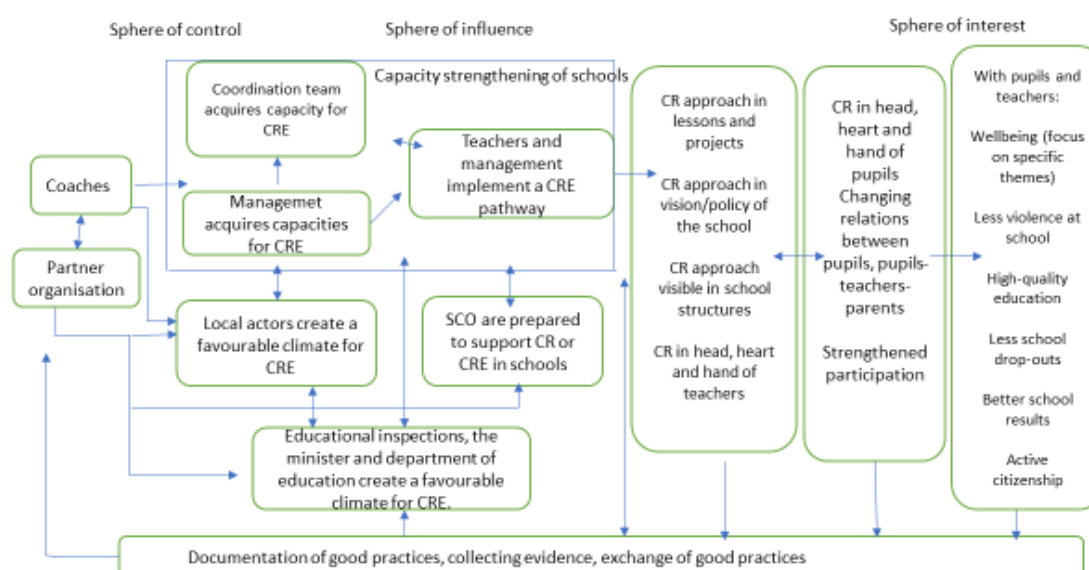 Sphere of control
Sphere of influence
Sphere of interest
Capacity strengthening of schools
Coordination team
acquires capacity for
CRE
Teachers and
management
implement a CRE
pathway
Coaches
Managemet
acquires capacities
for CRE
Partner
organisation
Local actors create a
favourable climate for
CRE
SCO are prepared
to support CR or
CRE in schools
Educational inspections, the
minister and department of
education create a favourable
climate for CRE.
CR approach in
lessons and
projects
CR approach in
vision/policy of
the school
CR approach
visible in school
structures
CR in head, heart
and hand of
teachers
CR in head,
heart and
hand of
pupils
Changing
relations
between
pupils, pupils-
teachers-
parents
Strengthened
participation
With pupils and
teachers:
Wellbeing (focus
on specific
themes)
Less violence at
school
High-quality
education
Less school
drop-outs
Better school
results
Active
citizenship
Documentation of good practices, collecting evidence, exchange of good practices